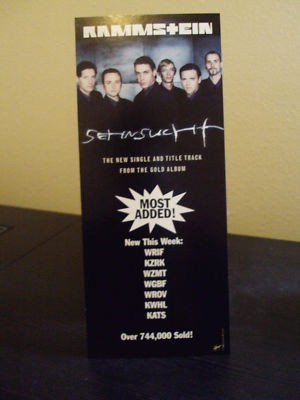 RAMMSTEIN
SEHNSUCHT
THE NEW SINGLE AND TITLE TRACK
FROM THE GOLD ALBUM
MOST
ADDED!
New This Week:
WRIF
KZRK
WZMT
WGBF
WROV
KWHL
KATS
Over 744,000 Sold!